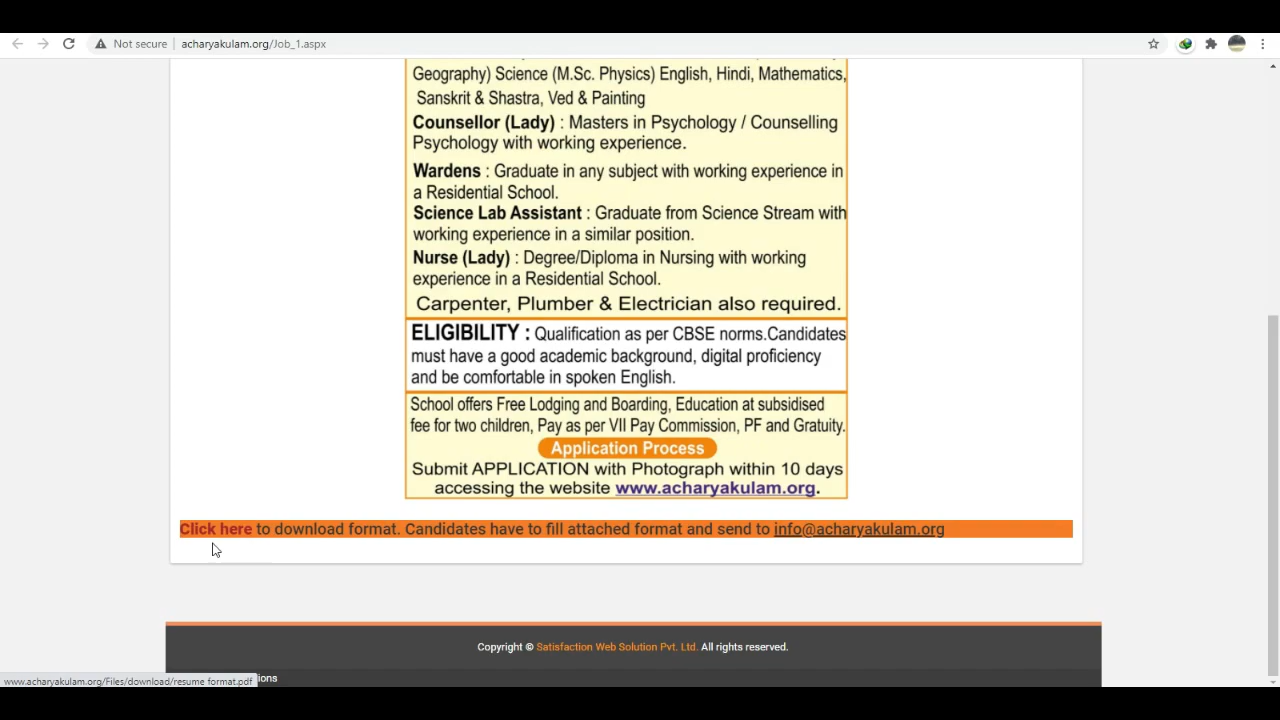 Not secure
acharyakulam.org/Job_1.aspx
Geography) Science (M.Sc. Physics) English, Hindi, Mathematics,
Sanskrit & Shastra, Ved & Painting
Counsellor (Lady) : Masters in Psychology / Counselling
Psychology with working experience.
Wardens : Graduate in any subject with working experience in
a Residential School.
Science Lab Assistant : Graduate from Science Stream with
working experience in a similar position.
Nurse (Lady) : Degree/Diploma in Nursing with working
experience in a Residential School.
Carpenter, Plumber & Electrician also required.
ELIGIBILITY : Qualification as per CBSE norms.Candidates
must have a good academic background, digital proficiency
and be comfortable in spoken English.
School offers Free Lodging and Boarding, Education at subsidised
fee for two children, Pay as per VII Pay Commission, PF and Gratuity.
Application Process
Submit APPLICATION with Photograph within 10 days
accessing the website www.acharyakulam.org.
Click here to download format. Candidates have to fill attached format and send to info@acharyakulam.org
Copyright © Satisfaction Web Solution Pvt. Ltd. All rights reserved.
www.acharyakulam.org/Files/download/resume format.pdf